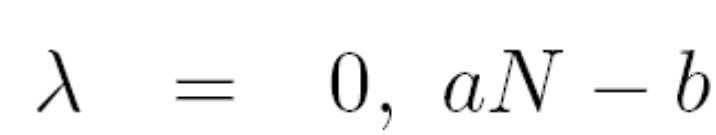 λ = 0, aN − b